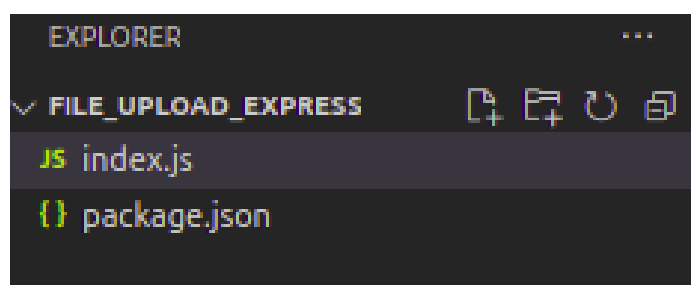 EXPLORER ...
FILE_UPLOAD_EXPRESS
JS index.js
{} package.json